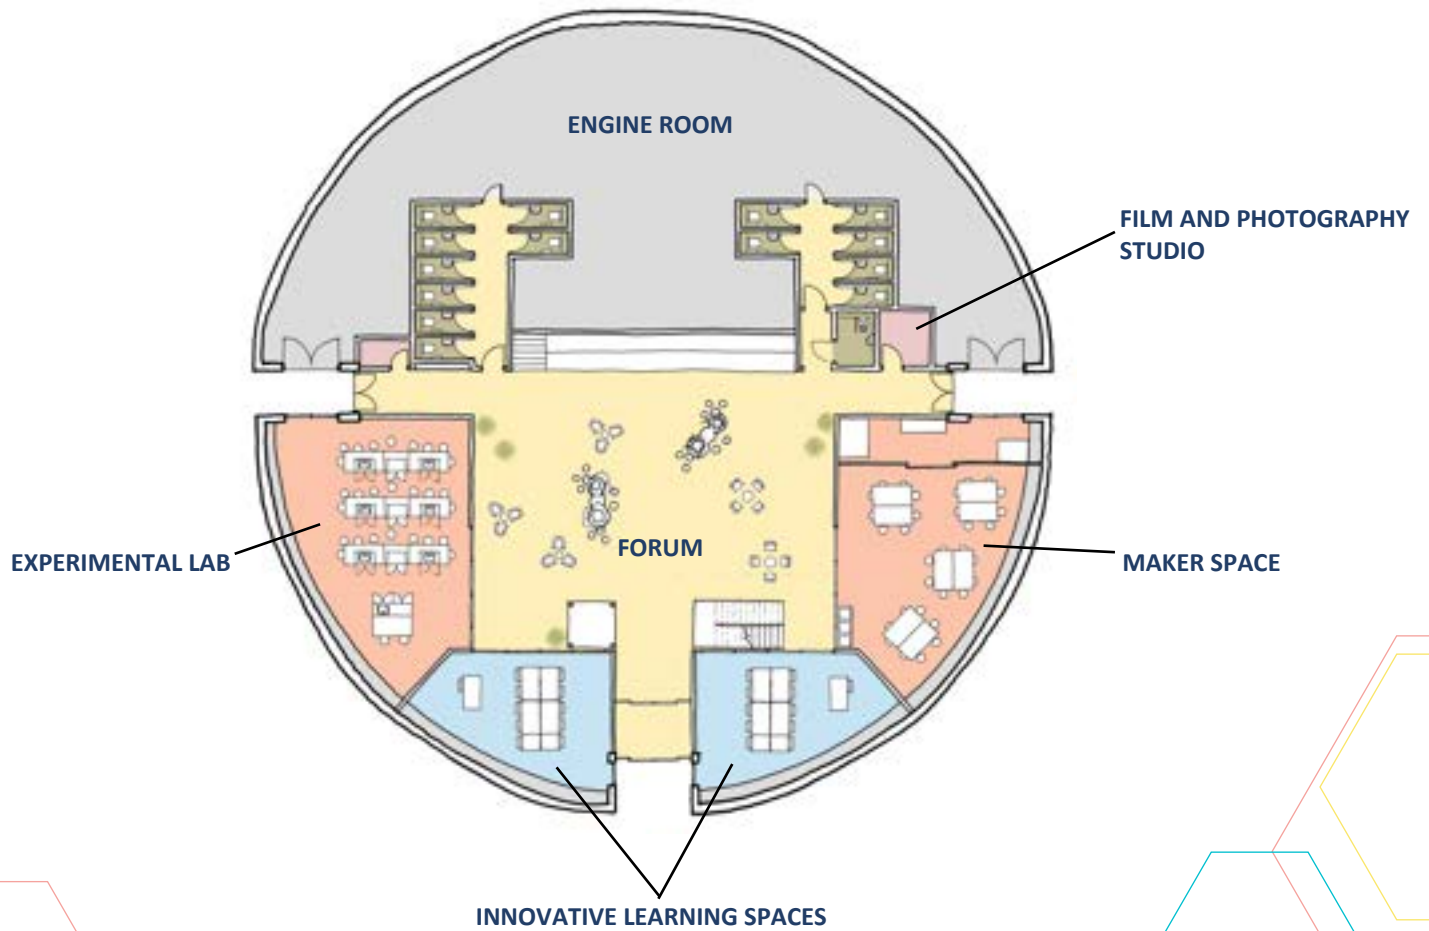 ENGINE ROOM
FILM AND PHOTOGRAPHY
STUDIO
FORUM
EXPERIMENTAL LAB
MAKER SPACE
INNOVATIVE LEARNING SPACES